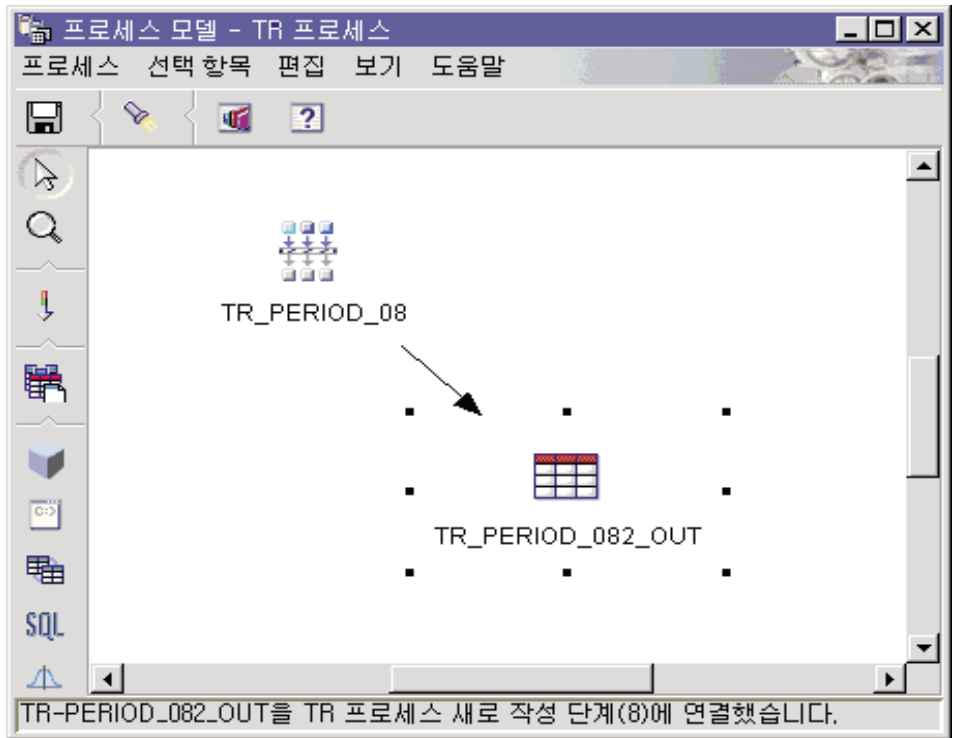 프로세스 모델 - TR 프로세스
프로세스 선택 항목 편집 보기 도움말
?
TR_PERIOD_08
TR_PERIOD_082_OUT
C:>
SQL
TR-PERIOD_082_OUT을 TR 프로세스 새로 작성 단계(8)에 연결했습니다.